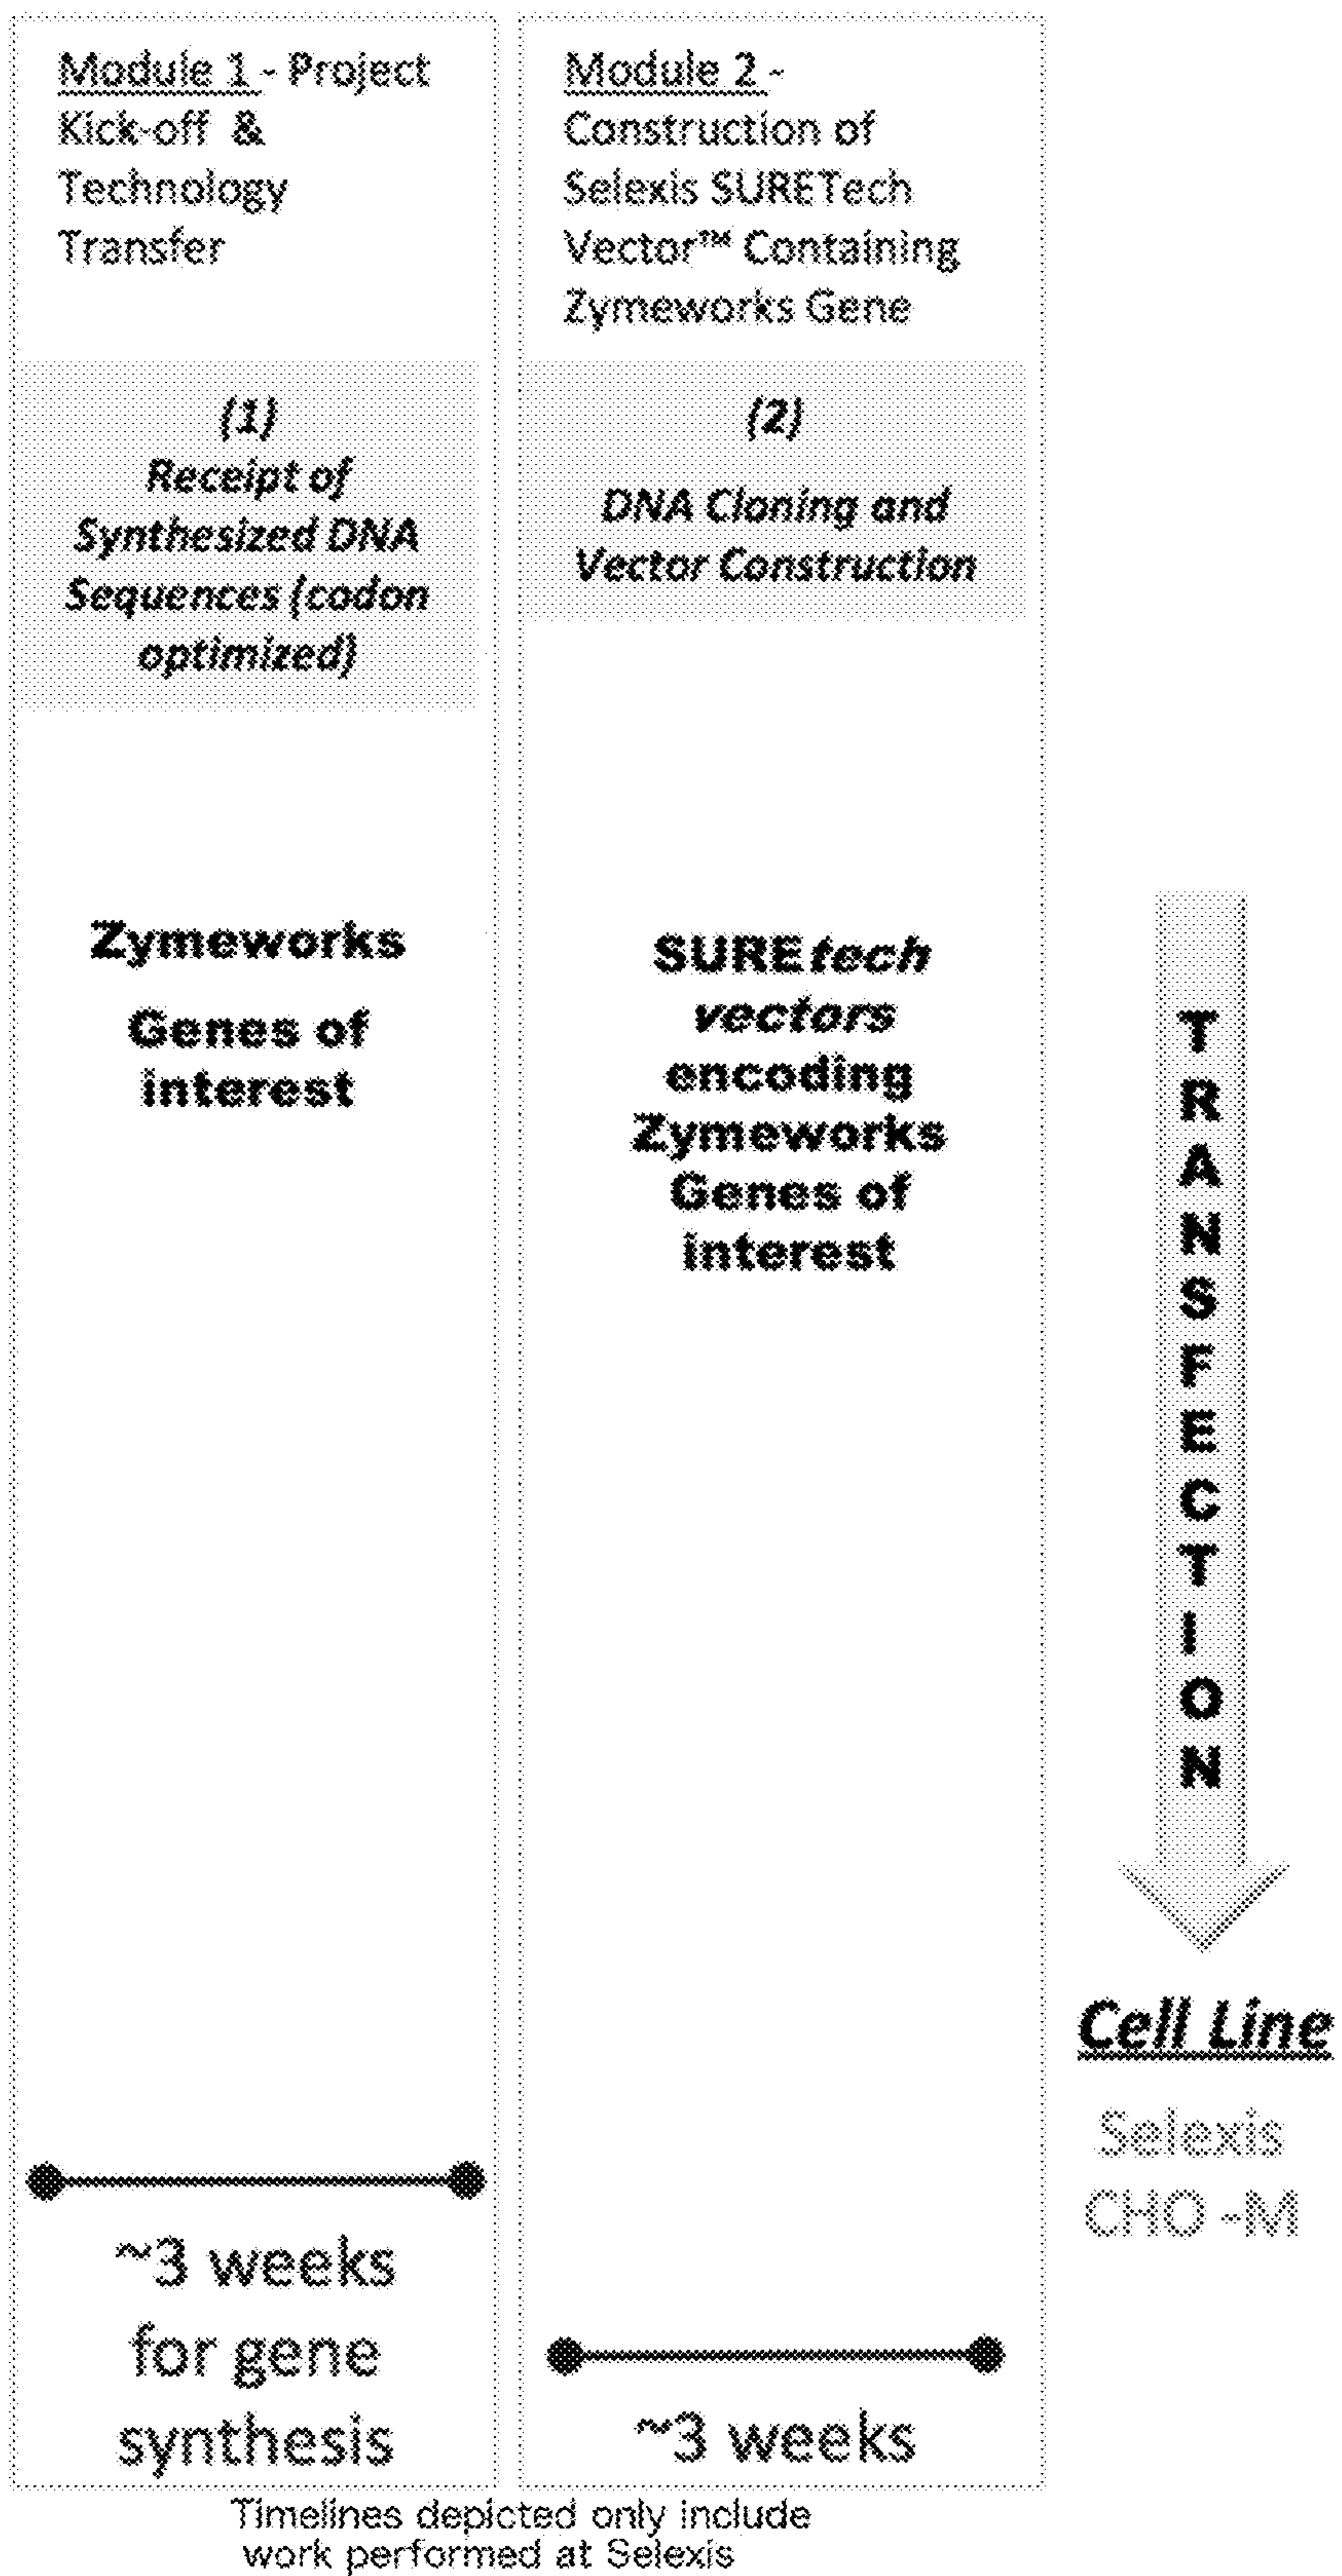 Module 1 - Project
Kick-off &
Technology
Transfer
(1)
Receipt of
Synthesized DNA
Sequences (codon
optimized)
Zymeworks
Genes of
interest
~3 weeks
for gene
synthesis
Module 2 -
Construction of
Selexis SURETech
Vector™ Containing
Zymeworks Gene
(2)
DNA Cloning and
Vector Construction
SUREtech
vectors
encoding
Zymeworks
Genes of
interest
~3 weeks
TRANSFECTION
Cell Line
Selexis
CHO -M
Timelines depicted only include
work performed at Selexis